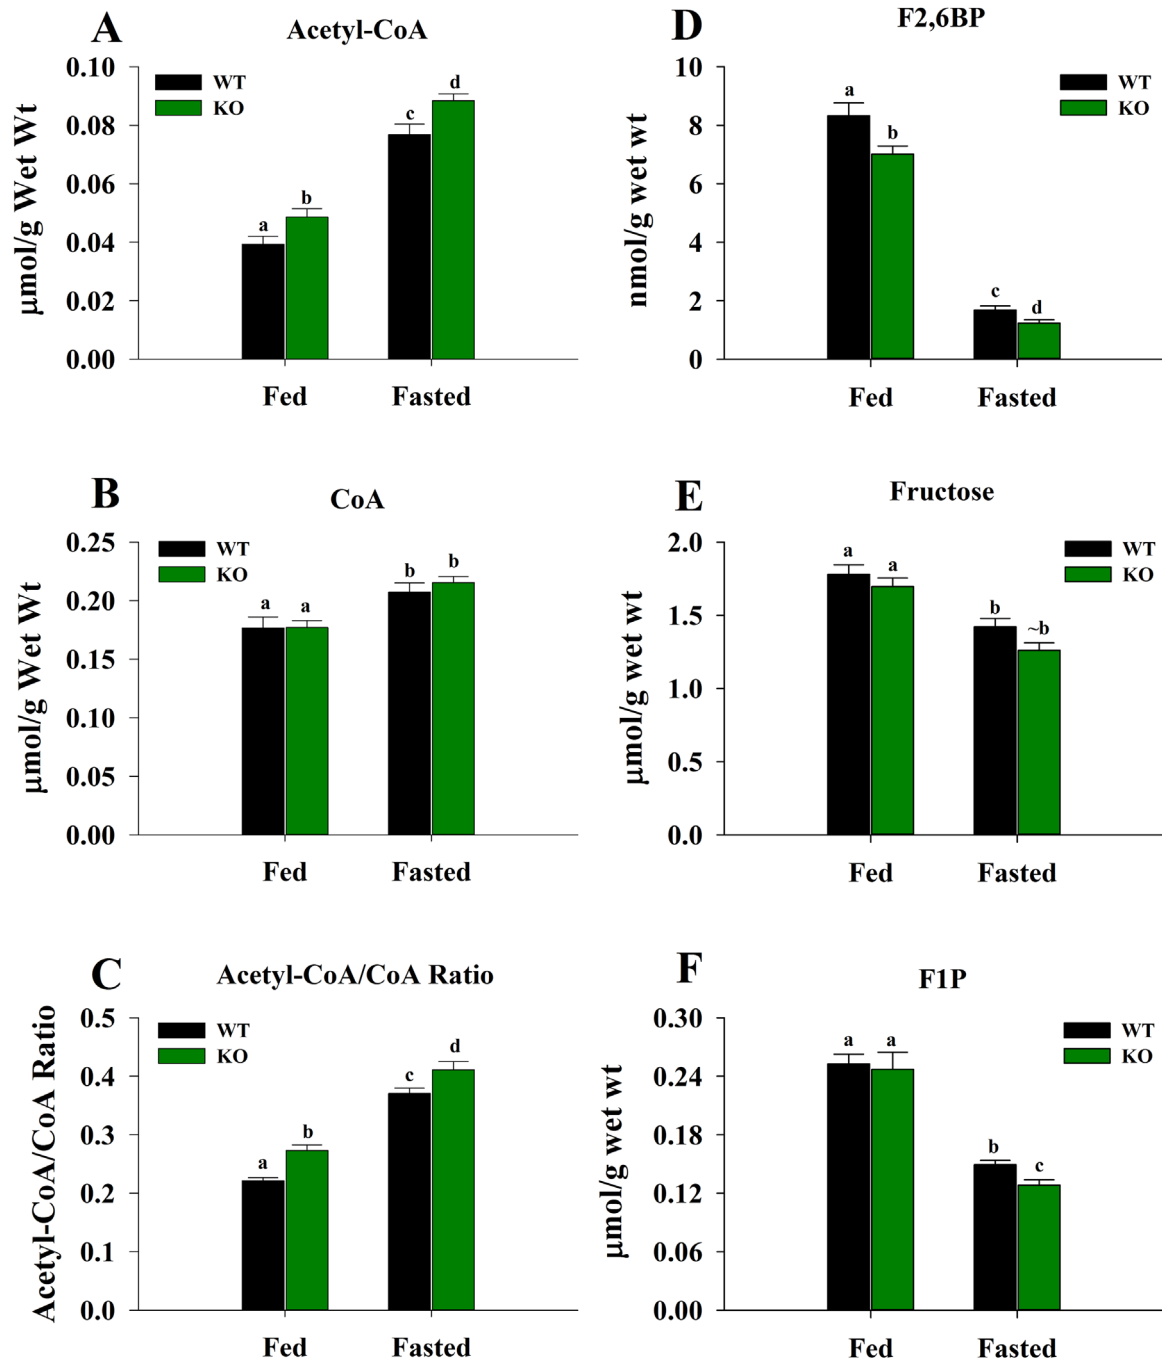 A
Acetyl-CoA
µmol/g Wet Wt
0.10
0.08
0.06
0.04
0.02
0.00
WT
KO
a
b
c
d
Fed
Fasted
B
CoA
µmol/g Wet Wt
0.25
0.20
0.15
0.10
0.05
0.00
WT
KO
a
a
b
b
Fed
Fasted
C
Acetyl-CoA/CoA Ratio
Acetyl-CoA/CoA Ratio
0.5
0.4
0.3
0.2
0.1
0.0
WT
KO
a
b
c
d
Fed
Fasted
D
F2,6BP
nmol/g wet wt
10
8
6
4
2
0
WT
KO
a
b
c
d
Fed
Fasted
E
Fructose
µmol/g wet wt
2.0
1.5
1.0
0.5
0.0
WT
KO
a
a
b
~b
Fed
Fasted
F
F1P
µmol/g wet wt
0.30
0.24
0.18
0.12
0.06
0.00
WT
KO
a
a
b
c
Fed
Fasted